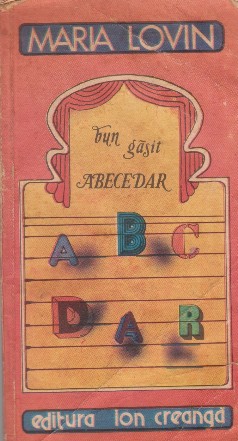 MARIA LOVIN
bun
găsit
ABECEDAR
A B C
D A R
editura ion creangă